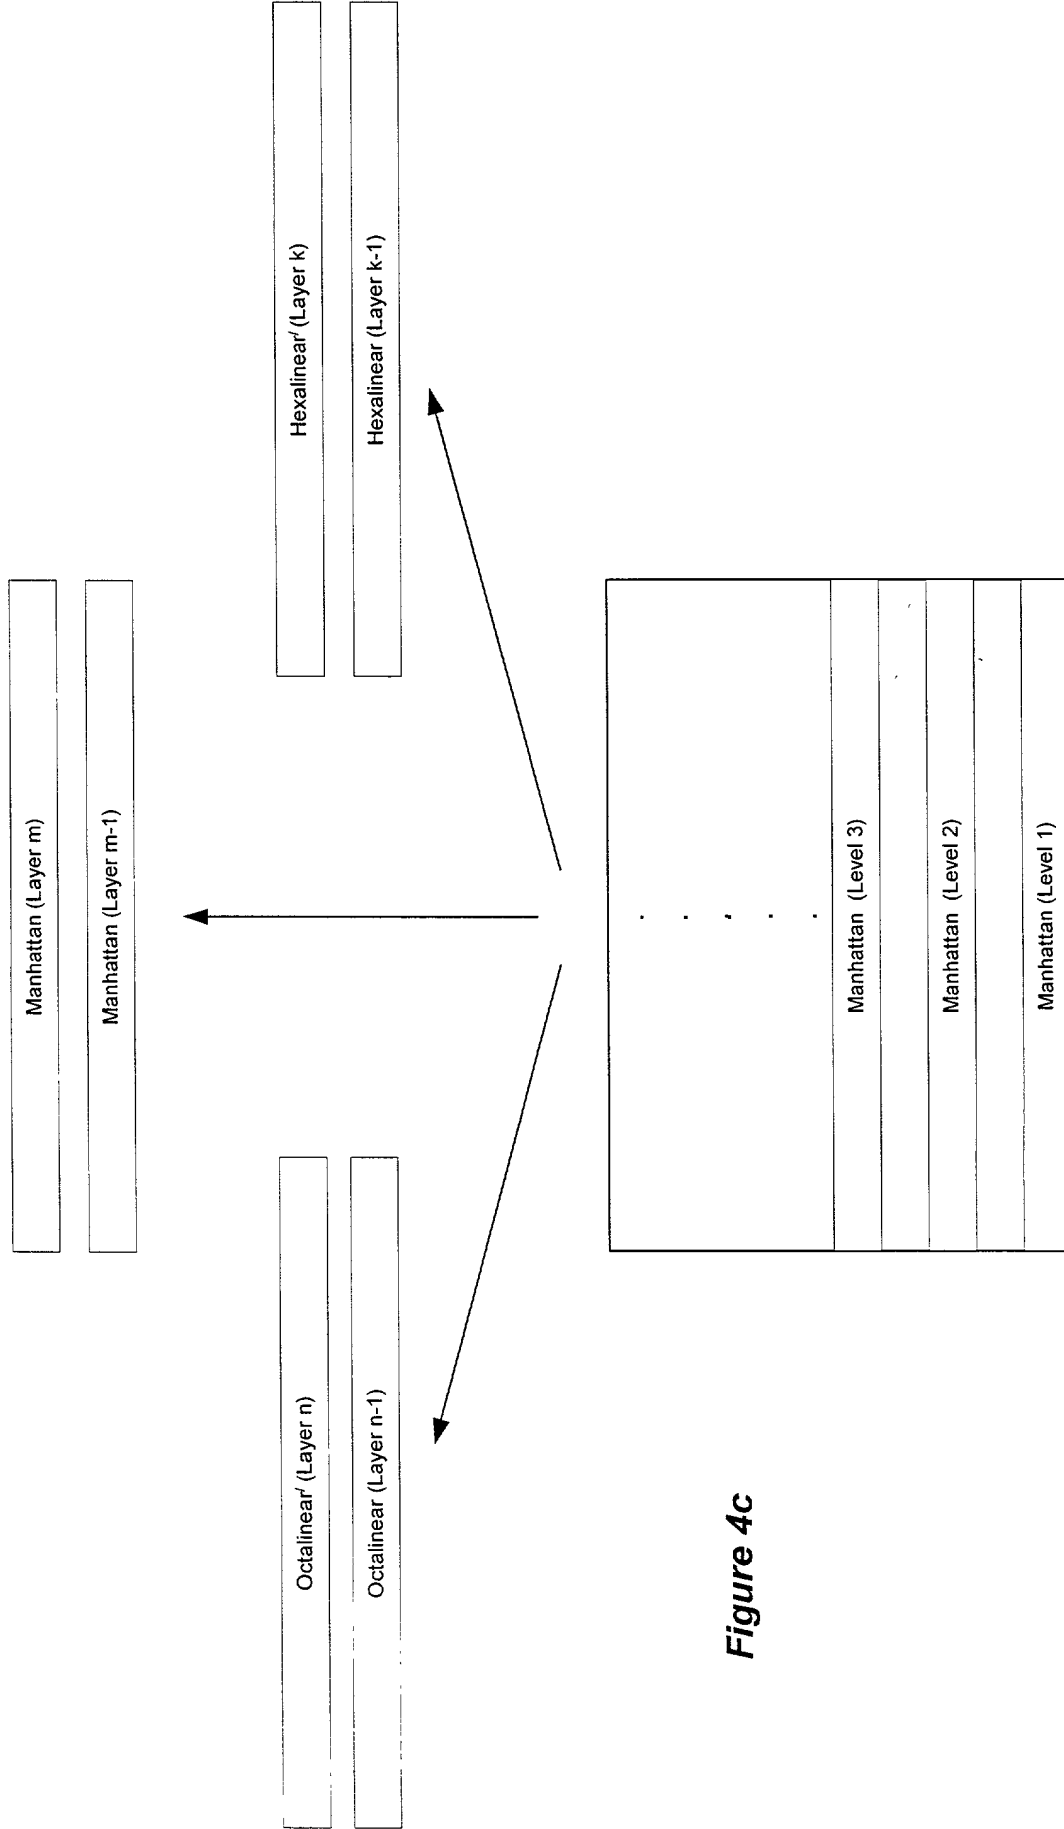 Manhattan (Layer m)
Manhattan (Layer m-1)
Octalinear/ (Layer n)
Octalinear (Layer n-1)
Hexalinear/ (Layer k)
Hexalinear (Layer k-1)
Manhattan (Level 3)
Manhattan (Level 2)
Manhattan (Level 1)
Figure 4c